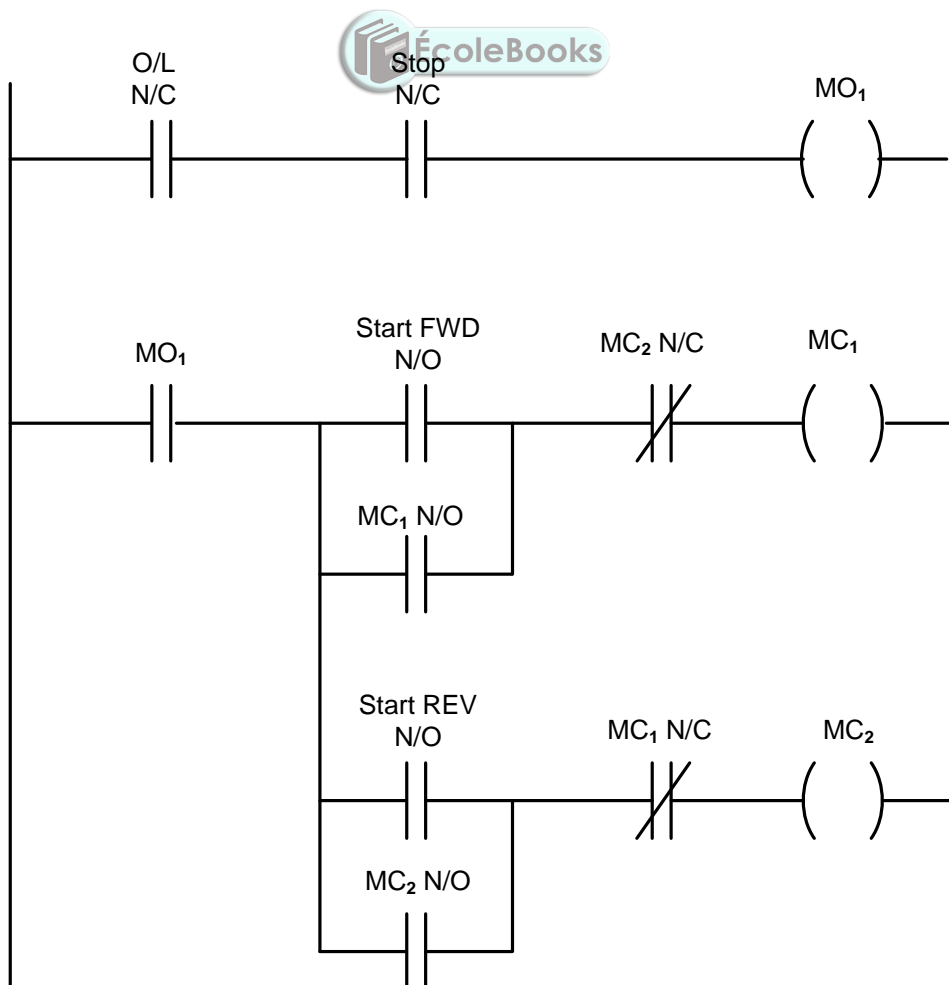 ÉcoleBooks
O/L
N/C
Stop
N/C
MO₁
MO₁
Start FWD
N/O
MC₂ N/C
MC₁
MC₁ N/O
Start REV
N/O
MC₁ N/C
MC₂
MC₂ N/O